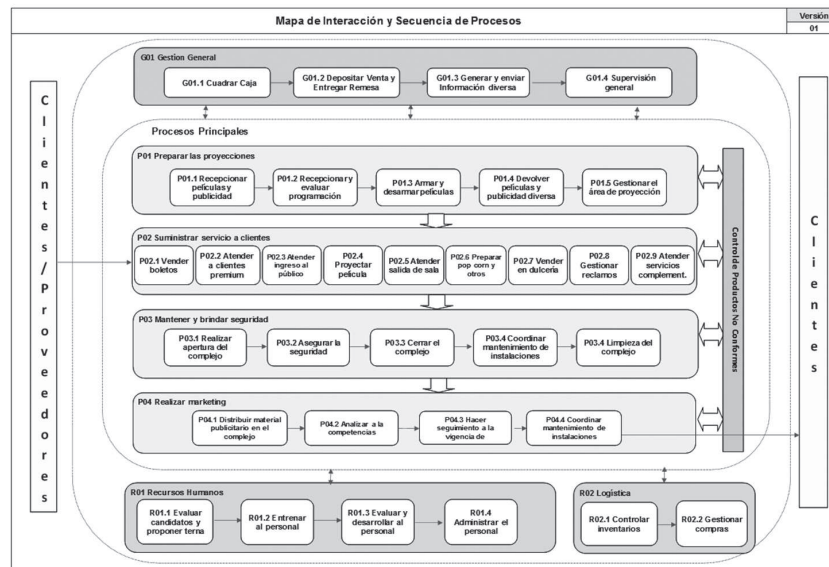 Mapa de Interacción y Secuencia de Procesos
Versión
01
Clientes/Proveedores
G01 Gestion General
G01.1 Cuadrar Caja
G01.2 Depositar Venta y
Entregar Remesa
G01.3 Generar y enviar
Información diversa
G01.4 Supervisión
general
Procesos Principales
P01 Preparar las proyecciones
P01.1 Recepcionar
películas y
publicidad
P01.2 Recepcionar y
evaluar
programación
P01.3 Armar y
desarmar películas
P01.4 Devolver
películas y
publicidad diversa
P01.5 Gestionar el
área de proyección
P02 Suministrar servicio a clientes
P02.1 Vender
boletos
P02.2 Atender
a clientes
premium
P02.3 Atender
ingreso al
público
P02.4
Proyectar
película
P02.5 Atender
salida de sala
P02.6 Preparar
pop corn y
otros
P02.7 Vender
en dulcería
P02.8
Gestionar
reclamos
P02.9 Atender
servicios
complement.
P03 Mantener y brindar seguridad
P03.1 Realizar
apertura del
complejo
P03.2 Asegurar la
seguridad
P03.3 Cerrar el
complejo
P03.4 Coordinar
mantenimiento de
instalaciones
P03.4 Limpieza del
complejo
P04 Realizar marketing
P04.1 Distribuir material
publicitario en el
complejo
P04.2 Analizar a la
competencias
P04.3 Hacer
seguimiento a la
vigencia de
P04.4 Coordinar
mantenimiento de
instalaciones
Control de Productos No Conformes
Clientes
R01 Recursos Humanos
R01.1 Evaluar
candidatos y
proponer terna
R01.2 Entrenar
al personal
R01.3 Evaluar y
desarrollar al
personal
R01.4
Administrar el
personal
R02 Logística
R02.1 Controlar
inventarios
R02.2 Gestionar
compras